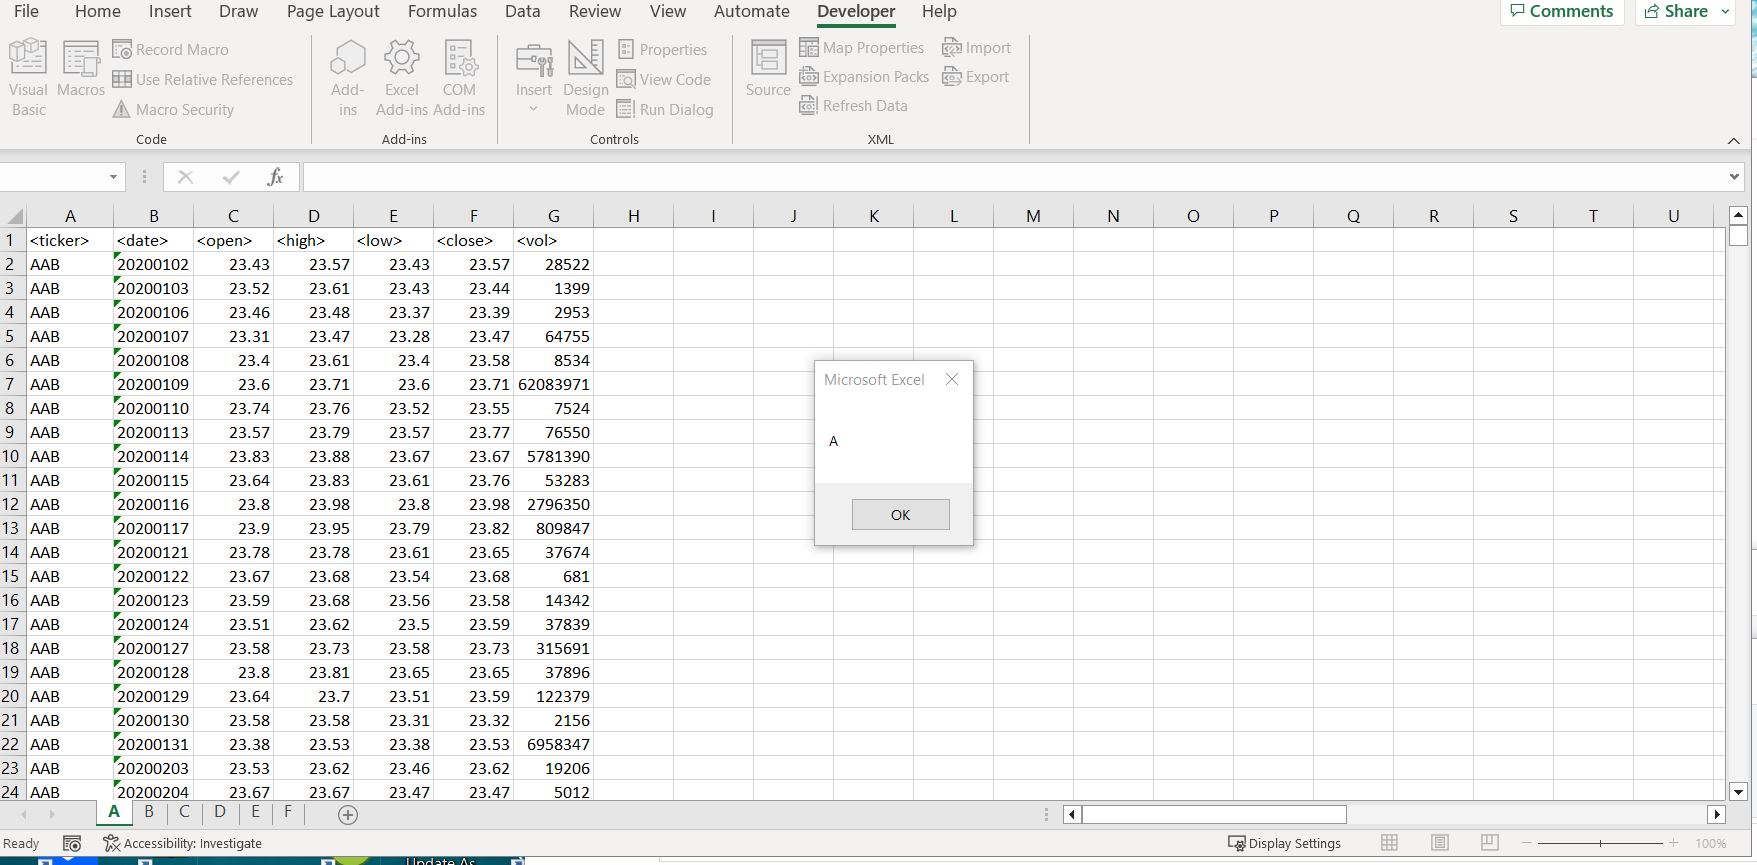 File Home Insert Draw Page Layout Formulas Data Review View Automate Developer Help Comments Share
Visual Basic
Macros
Record Macro
Use Relative References
Macro Security
Code
Add-ins
Excel Add-ins
COM Add-ins
Add-ins
Insert
Design Mode
Properties
View Code
Run Dialog
Controls
Source
Map Properties
Expansion Packs
Refresh Data
Import
Export
XML
fx
A B C D E F G H I J K L M N O P Q R S T U
1 <ticker> <date> <open> <high> <low> <close> <vol>
2 AAB 20200102 23.43 23.57 23.43 23.57 28522
3 AAB 20200103 23.52 23.61 23.43 23.44 1399
4 AAB 20200106 23.46 23.48 23.37 23.39 2953
5 AAB 20200107 23.31 23.47 23.28 23.47 64755
6 AAB 20200108 23.4 23.61 23.4 23.58 8534
7 AAB 20200109 23.6 23.71 23.6 23.71 62083971
8 AAB 20200110 23.74 23.76 23.52 23.55 7524
9 AAB 20200113 23.57 23.79 23.57 23.77 76550
10 AAB 20200114 23.83 23.88 23.67 23.67 5781390
11 AAB 20200115 23.64 23.83 23.61 23.76 53283
12 AAB 20200116 23.8 23.98 23.8 23.98 2796350
13 AAB 20200117 23.9 23.95 23.79 23.82 809847
14 AAB 20200121 23.78 23.78 23.61 23.65 37674
15 AAB 20200122 23.67 23.68 23.54 23.68 681
16 AAB 20200123 23.59 23.68 23.56 23.58 14342
17 AAB 20200124 23.51 23.62 23.5 23.59 37839
18 AAB 20200127 23.58 23.73 23.58 23.73 315691
19 AAB 20200128 23.8 23.81 23.65 23.65 37896
20 AAB 20200129 23.64 23.7 23.51 23.59 122379
21 AAB 20200130 23.58 23.58 23.31 23.32 2156
22 AAB 20200131 23.38 23.53 23.38 23.53 6958347
23 AAB 20200203 23.53 23.62 23.46 23.62 19206
24 AAB 20200204 23.67 23.67 23.47 23.47 5012
Microsoft Excel
A
OK
A B C D E F
Ready Accessibility: Investigate Display Settings 100%
Update As